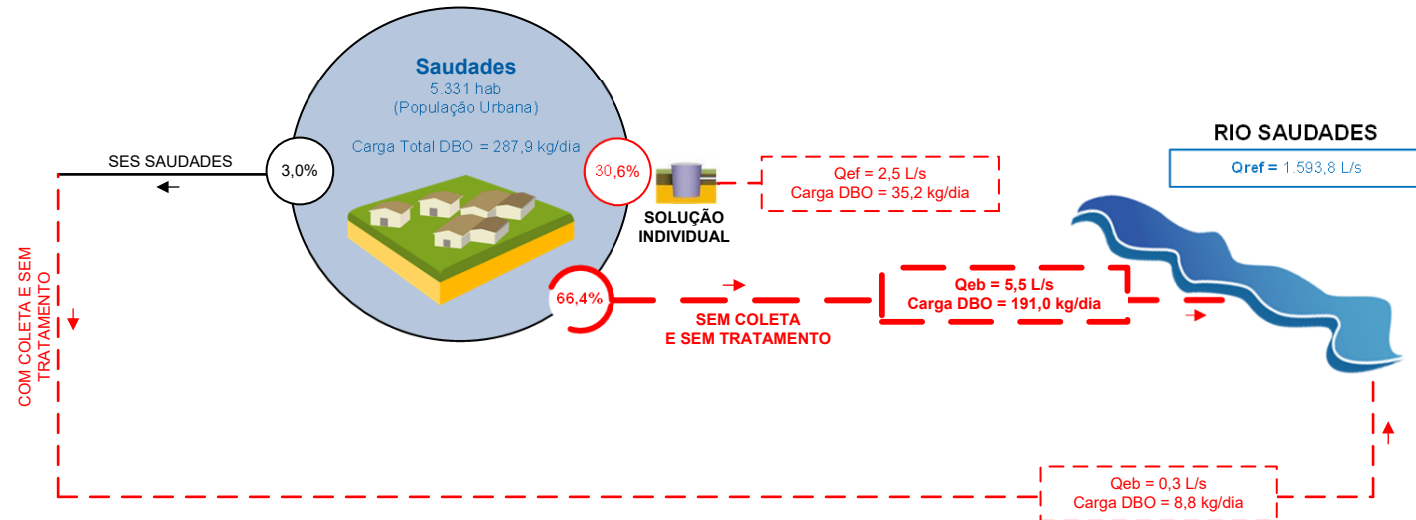 Saudades
5.331 hab
(População Urbana)
Carga Total DBO = 287,9 kg/dia
SES SAUDADES
3,0%
30,6%
SOLUÇÃO
INDIVIDUAL
Qef = 2,5 L/s
Carga DBO = 35,2 kg/dia
RIO SAUDADES
Qref = 1.593,8 L/s
66,4%
SEM COLETA
E SEM TRATAMENTO
Qeb = 5,5 L/s
Carga DBO = 191,0 kg/dia
COM COLETA E SEM
TRATAMENTO
Qeb = 0,3 L/s
Carga DBO = 8,8 kg/dia